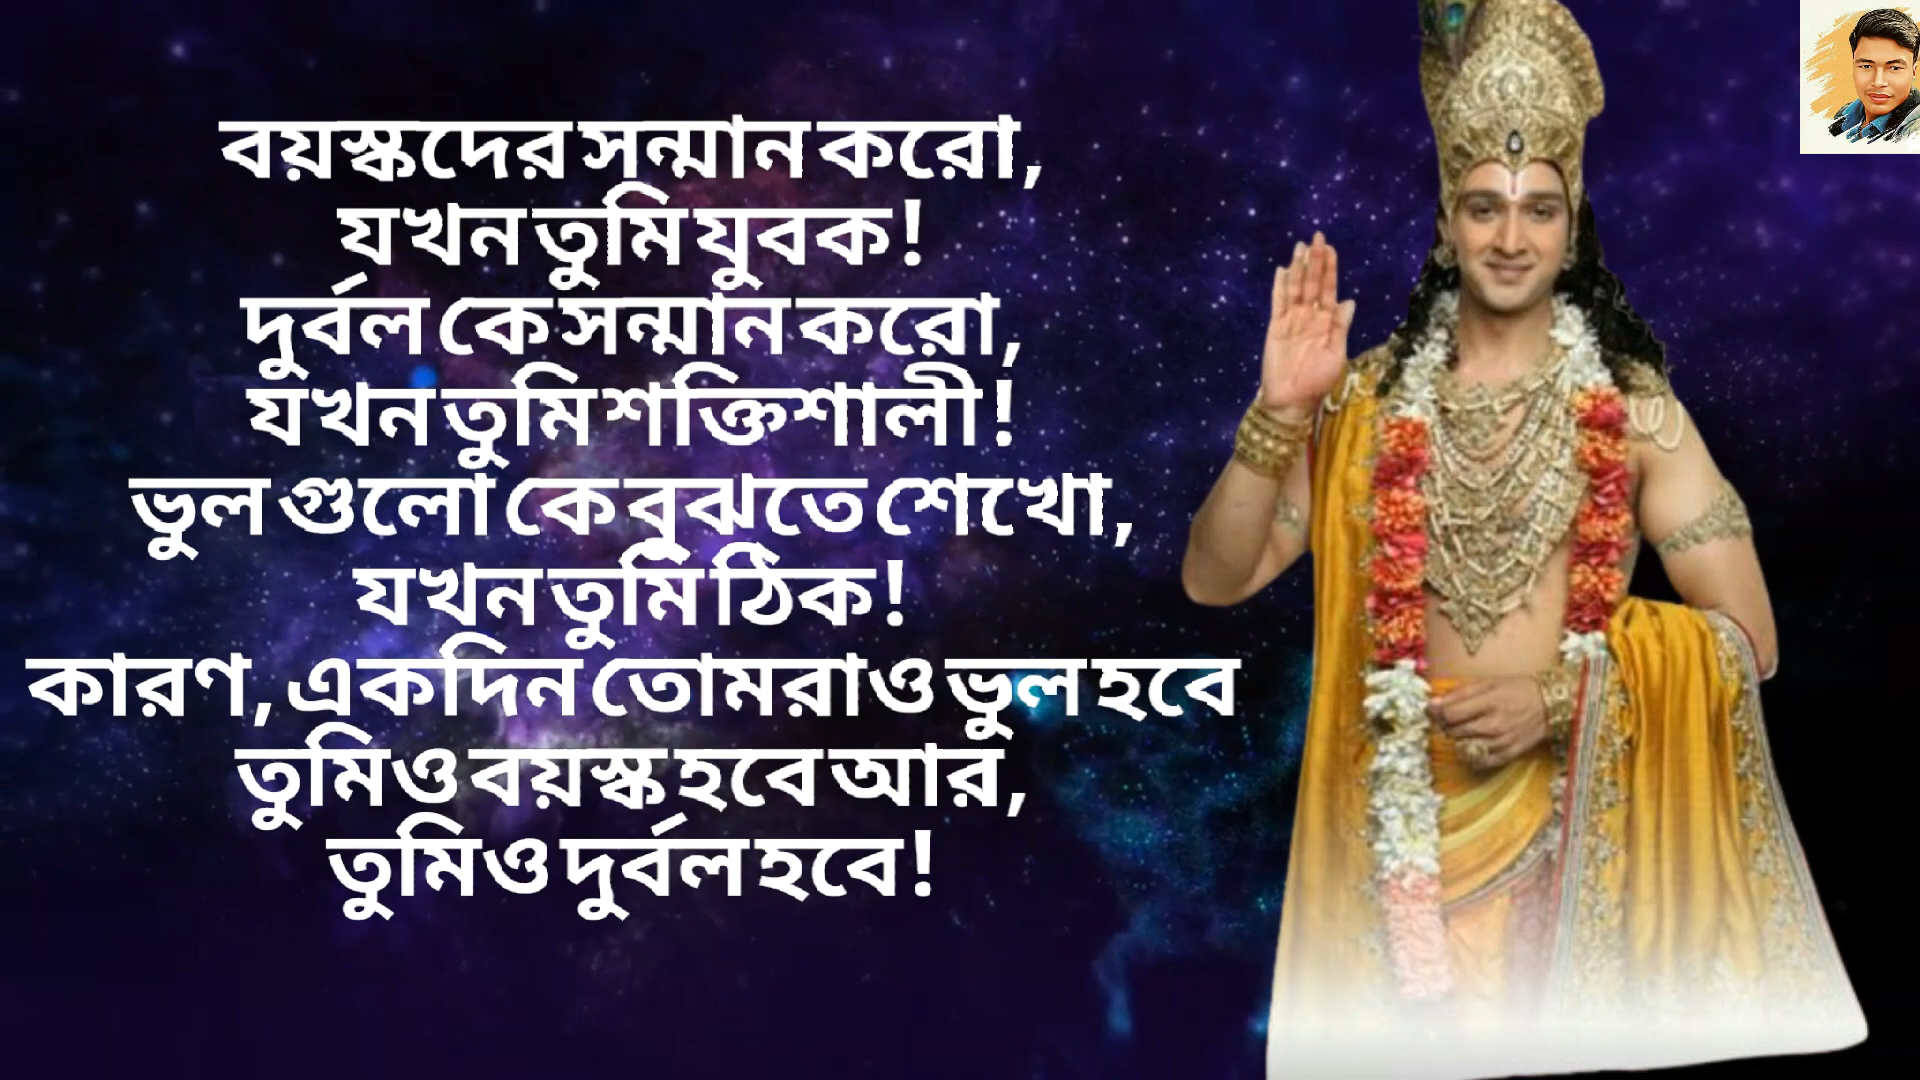 বয়স্কদের সন্মান করো,
যখন তুমি যুবক!
দুর্বল কে সন্মান করো,
যখন তুমি শক্তিশালী!
ভুল গুলো কে বুঝতে শেখো,
যখন তুমি ঠিক!
কারণ, একদিন তোমরাও ভুল হবে
তুমিও বয়স্ক হবে আর,
তুমিও দুর্বল হবে!